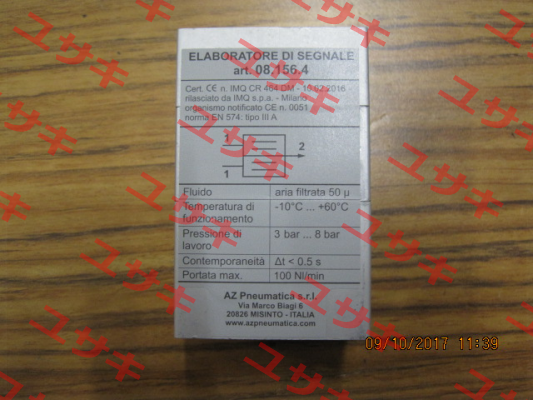 ELABORATORE DI SEGNALE
art. 08.156.4
Cert. C€ n. IMQ CR 464 DM - 10.02.2016
rilasciato da IMQ s.p.a. - Milano
organismo notificato CE n. 0051
norma EN 574: tipo III A
1
2
1
Fluido aria filtrata 50 µ
Temperatura di funzionamento -10°C ... +60°C
Pressione di lavoro 3 bar ... 8 bar
Contemporaneità Δt < 0.5 s
Portata max. 100 Nl/min
AZ Pneumatica s.r.l.
Via Marco Biagi 6
20826 MISINTO - ITALIA
www.azpneumatica.com
09/10/2017 11:39
ユサキ